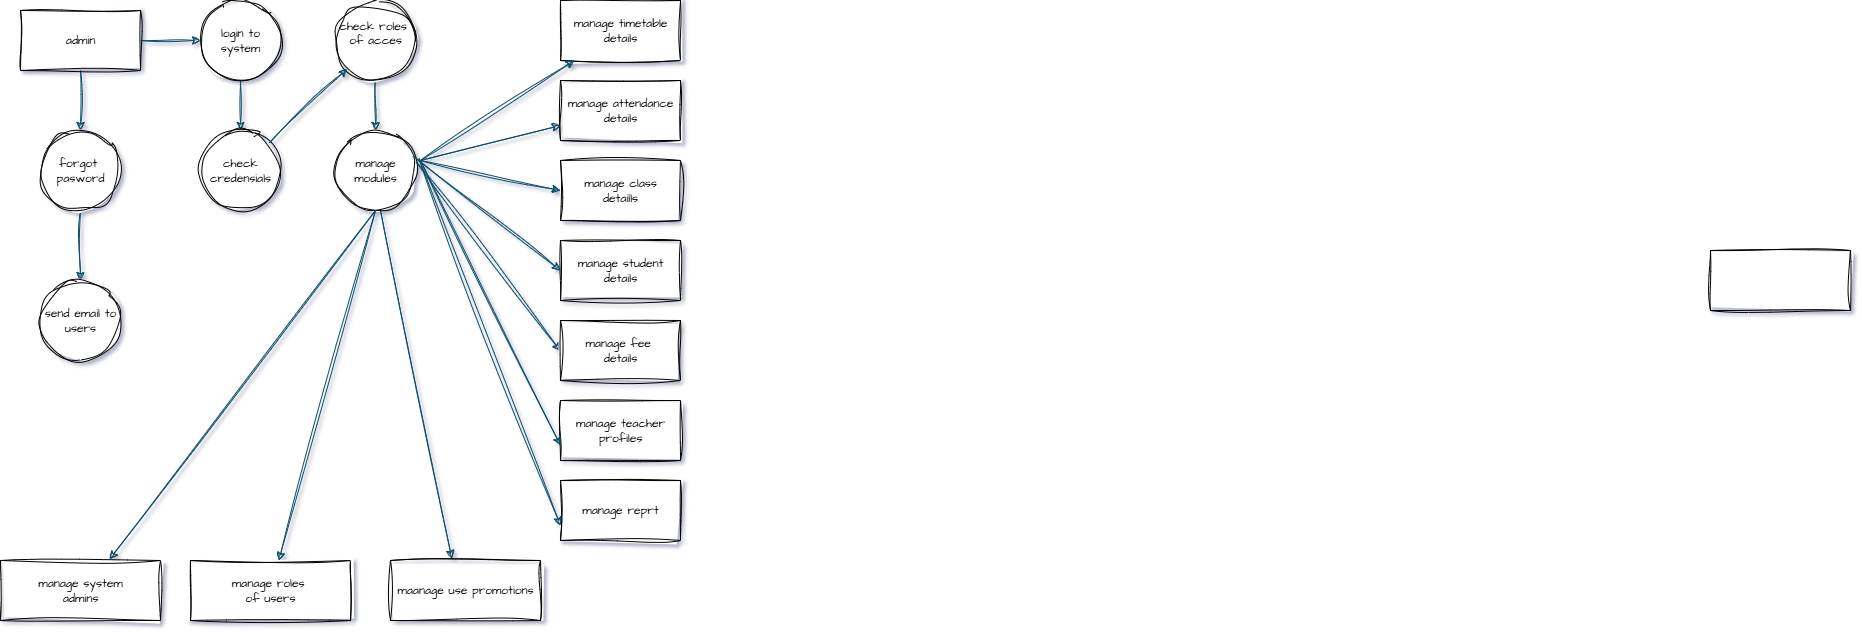 admin
login to
system
check roles
of acces
manage timetable
details
manage attendance
details
forgot
pasword
check
credensials
manage
modules
manage class
detaills
manage student
details
send email to
users
manage fee
details
manage teacher
profiles
manage reprt
manage system
admins
manage roles
of users
maanage use promotions